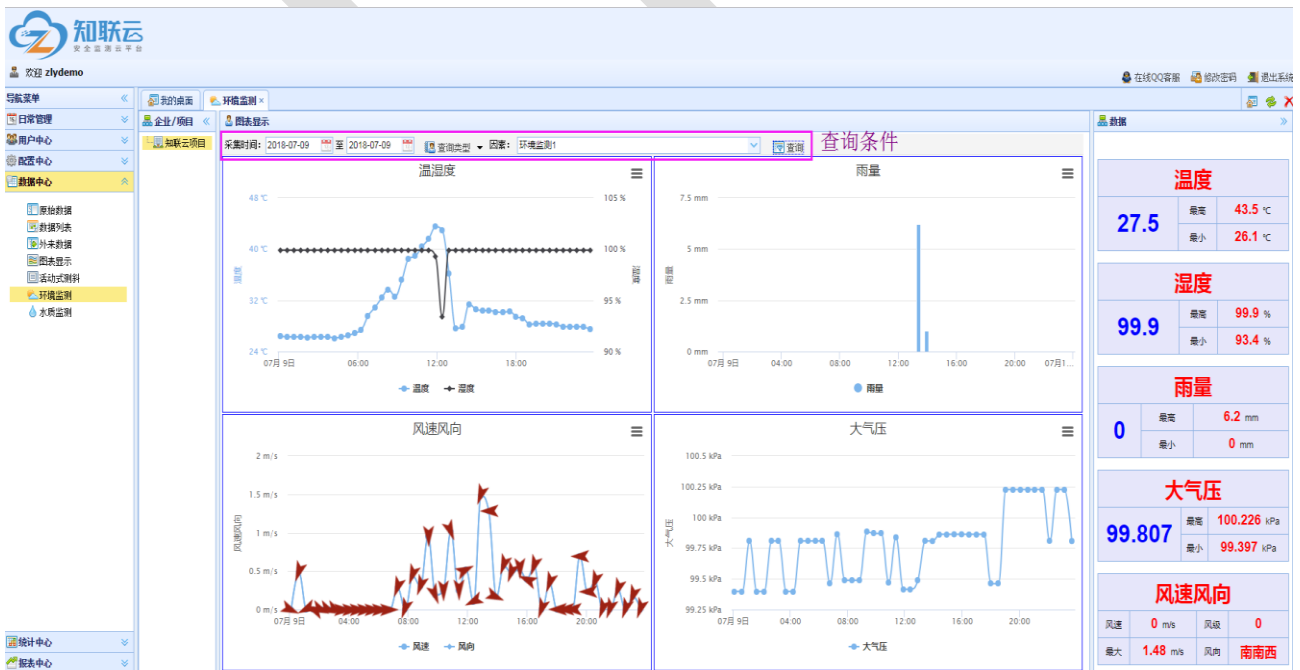 知联云
安全监测云平台
欢迎 zlydemo
在线QQ客服 修改密码 退出系统
导航菜单
日常管理
用户中心
配置中心
数据中心
原始数据
数据列表
外来数据
图表显示
活动式测斜
环境监测
水质监测
统计中心
报表中心
我的桌面 环境监测 ×
企业/项目
知联云项目
图表显示
采集时间: 2018-07-09 至 2018-07-09 查询类型 因素: 环境监测1 查询
查询条件
温湿度
48 ℃ 105 %
40 ℃ 100 %
32 ℃ 95 %
24 ℃ 90 %
温度
湿度
07月 9日 06:00 12:00 18:00
温度 湿度
雨量
7.5 mm
5 mm
2.5 mm
0 mm
雨量
07月 9日 04:00 08:00 12:00 16:00 20:00 07月1...
雨量
风速风向
2 m/s
1.5 m/s
1 m/s
0.5 m/s
0 m/s
风速风向
07月 9日 04:00 08:00 12:00 16:00 20:00
风速 风向
大气压
100.5 kPa
100.25 kPa
100 kPa
99.75 kPa
99.5 kPa
99.25 kPa
大气压
07月 9日 04:00 08:00 12:00 16:00 20:00
大气压
数据
温度
27.5
最高 43.5 ℃
最小 26.1 ℃
湿度
99.9
最高 99.9 %
最小 93.4 %
雨量
0
最高 6.2 mm
最小 0 mm
大气压
99.807
最高 100.226 kPa
最小 99.397 kPa
风速风向
风速 0 m/s 风级 0
最大 1.48 m/s 风向 南南西